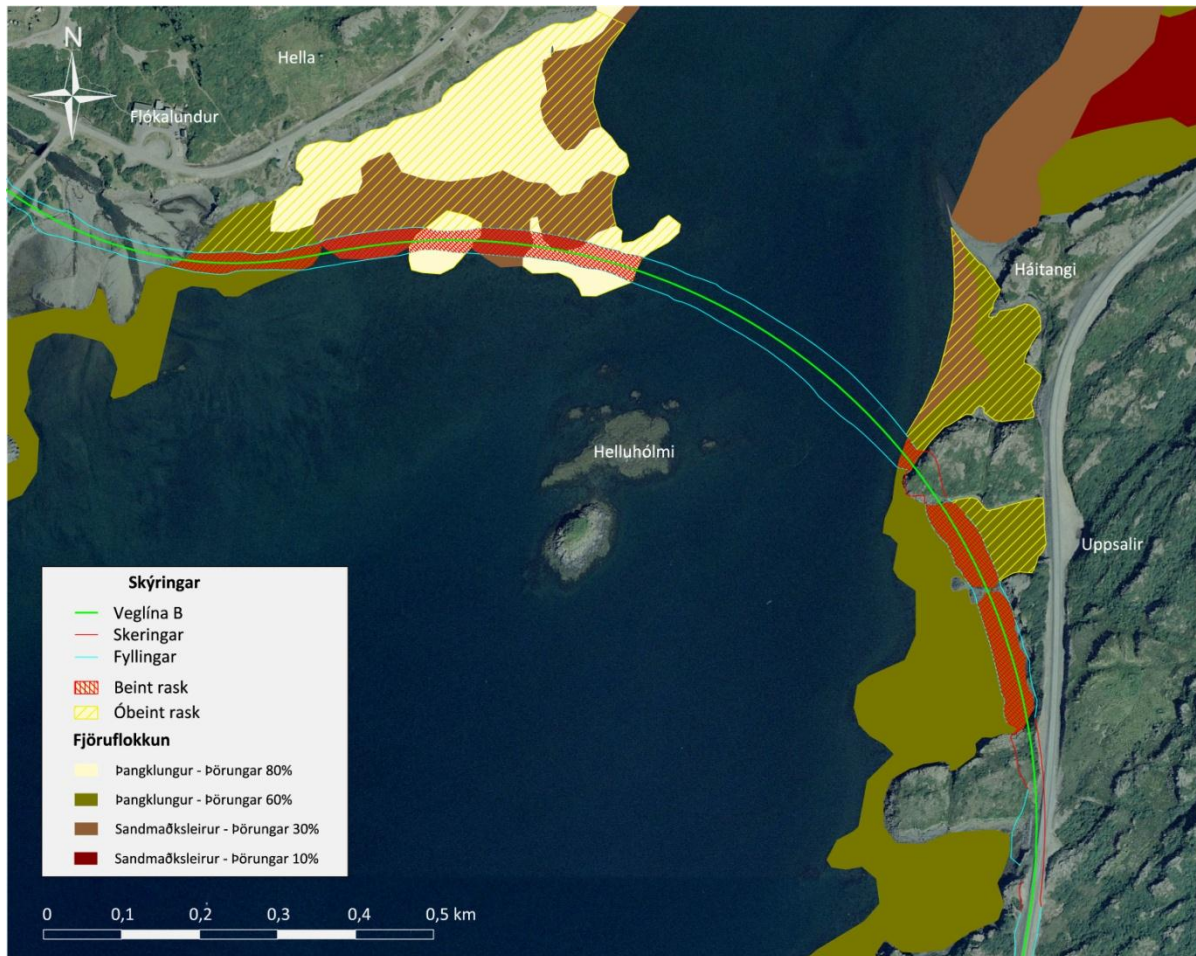 N
Hella
Flókalundur
Háitangi
Helluhólmi
Uppsalir
Skýringar
Veglína B
Skeringar
Fyllingar
Beint rask
Óbeint rask
Fjöruflokkun
Þangklungur - Þörungar 80%
Þangklungur - Þörungar 60%
Sandmaðksleirur - Þörungar 30%
Sandmaðksleirur - Þörungar 10%
0 0,1 0,2 0,3 0,4 0,5 km